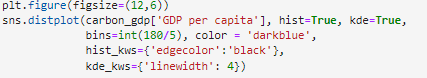 plt.figure(figsize=(12,6))
sns.distplot(carbon_gdp['GDP per capita'], hist=True, kde=True,
bins=int(180/5), color = 'darkblue',
hist_kws={'edgecolor':'black'},
kde_kws={'linewidth': 4})